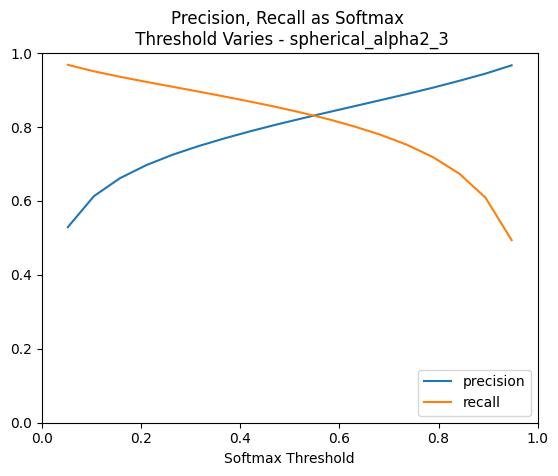 Precision, Recall as Softmax
Threshold Varies - spherical_alpha2_3
1.0
0.8
0.6
0.4
0.2
0.0
0.0 0.2 0.4 0.6 0.8 1.0
Softmax Threshold
precision
recall